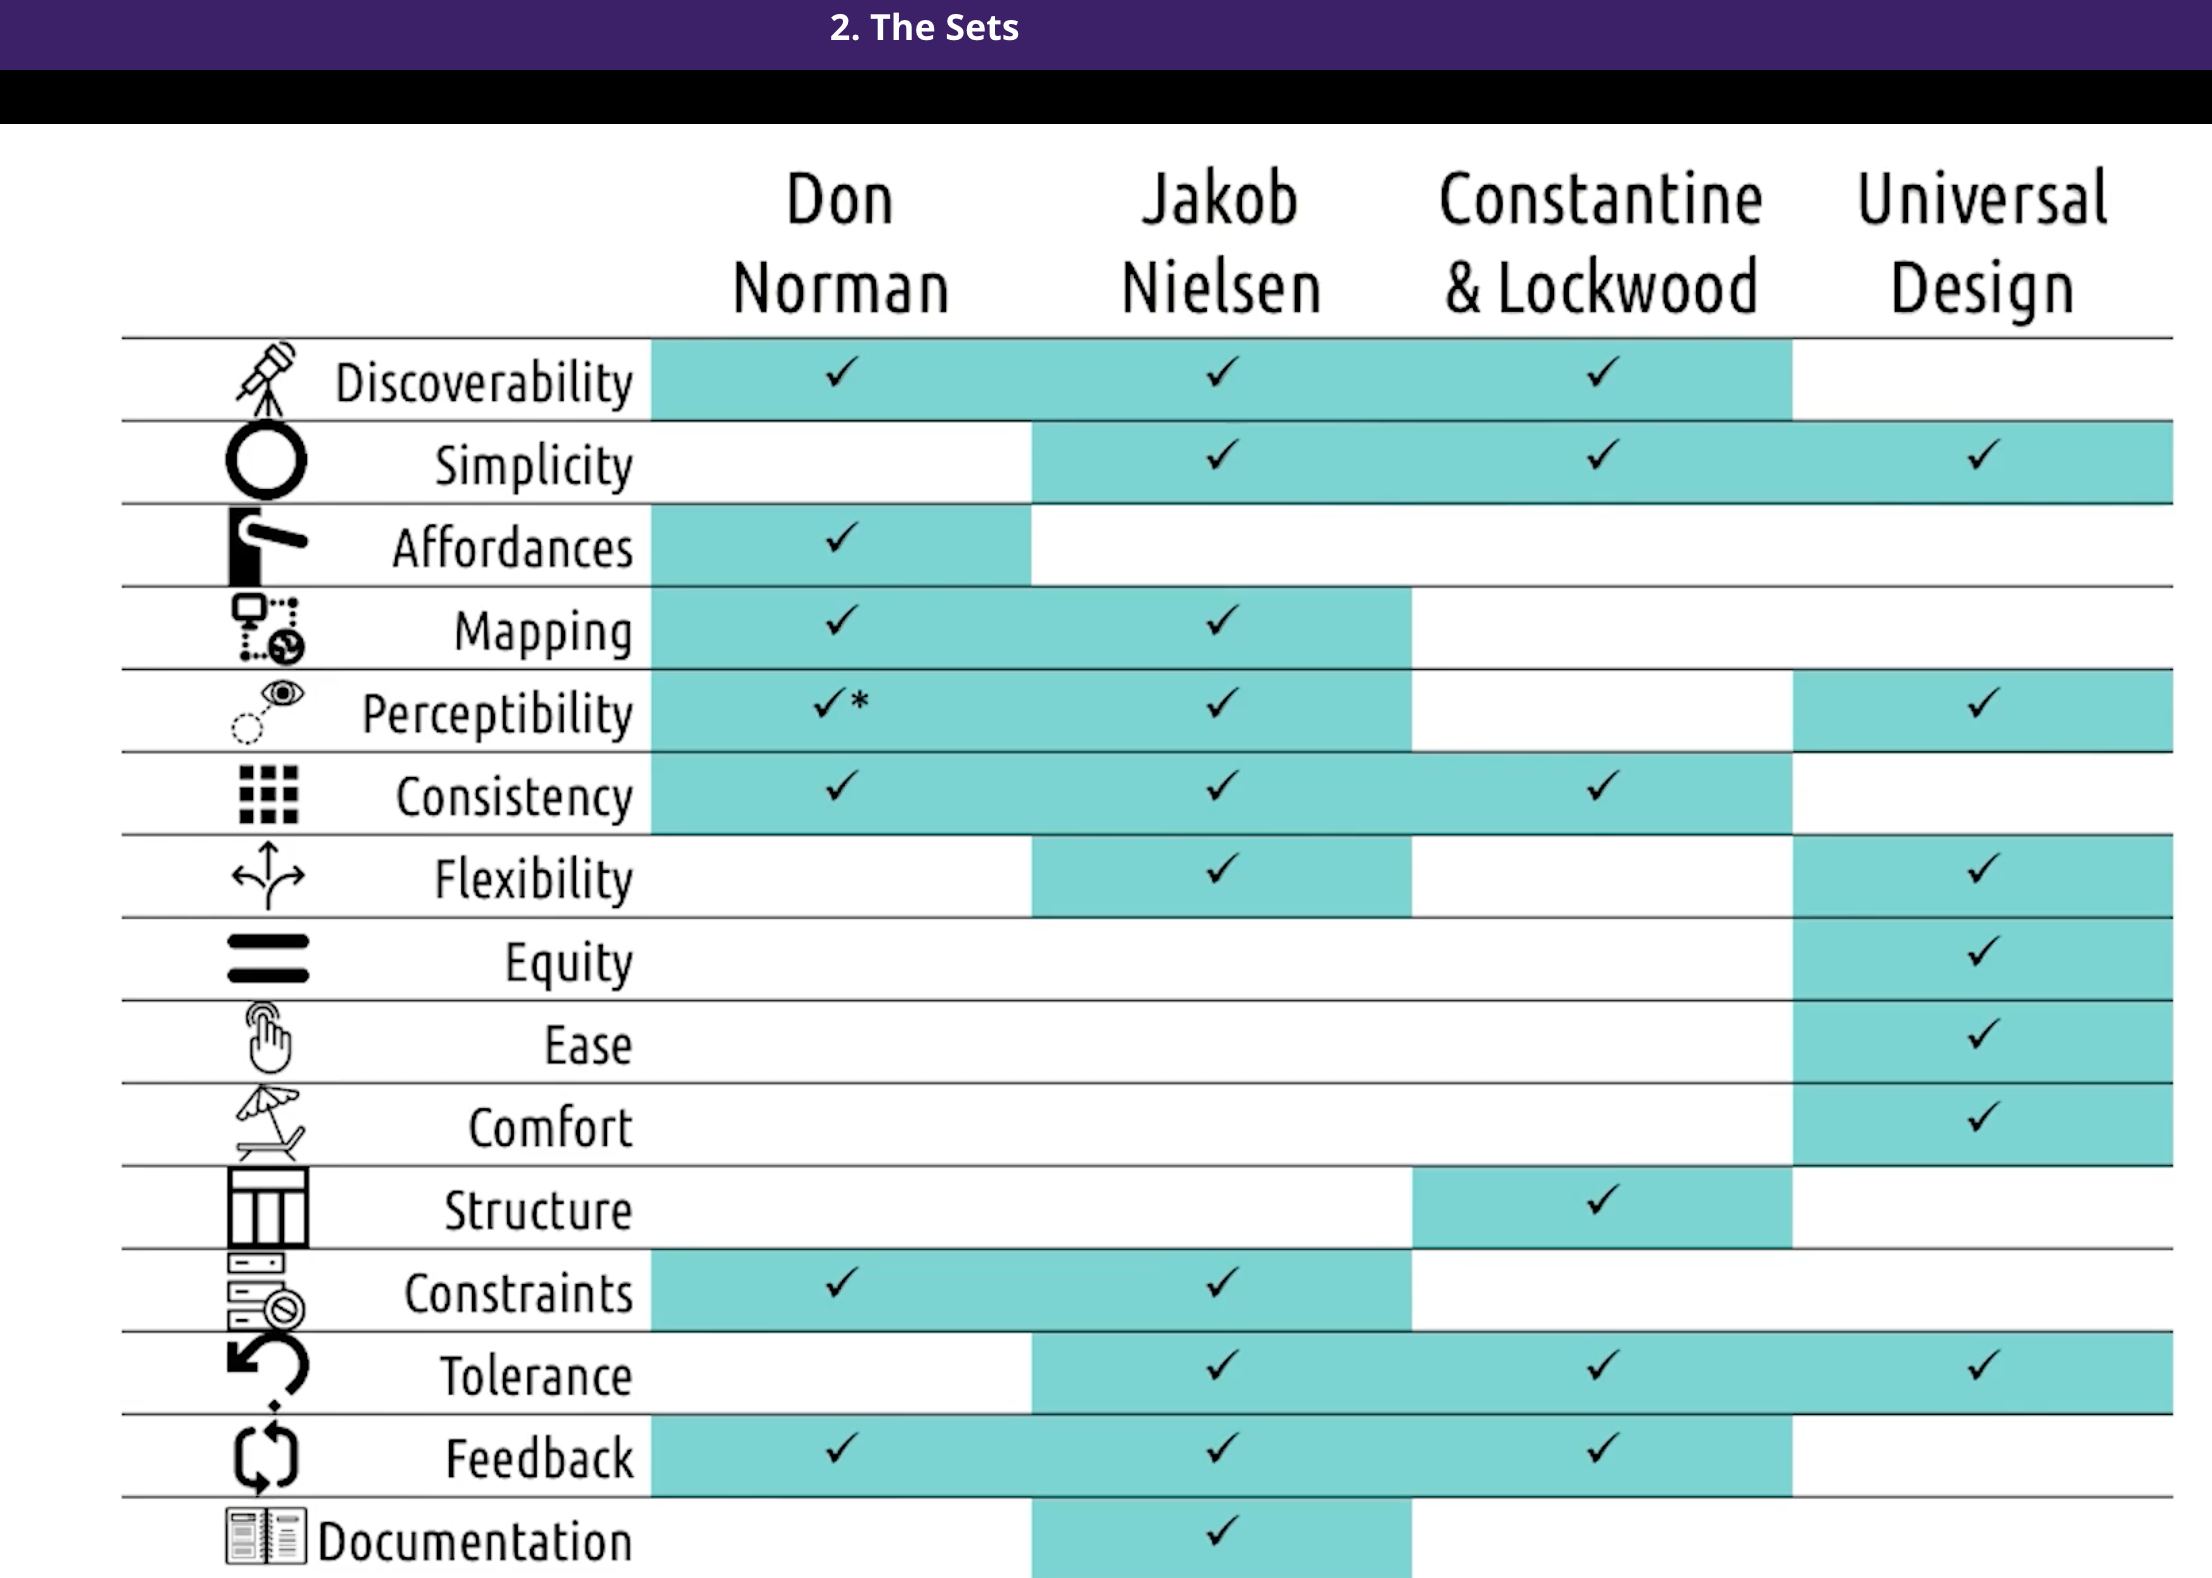 2. The Sets
Don Norman
Jakob Nielsen
Constantine & Lockwood
Universal Design
Discoverability ✓ ✓ ✓
Simplicity ✓ ✓ ✓
Affordances ✓
Mapping ✓ ✓
Perceptibility ✓* ✓ ✓
Consistency ✓ ✓ ✓
Flexibility ✓ ✓
Equity ✓
Ease ✓
Comfort ✓
Structure ✓
Constraints ✓ ✓
Tolerance ✓ ✓ ✓
Feedback ✓ ✓ ✓
Documentation ✓